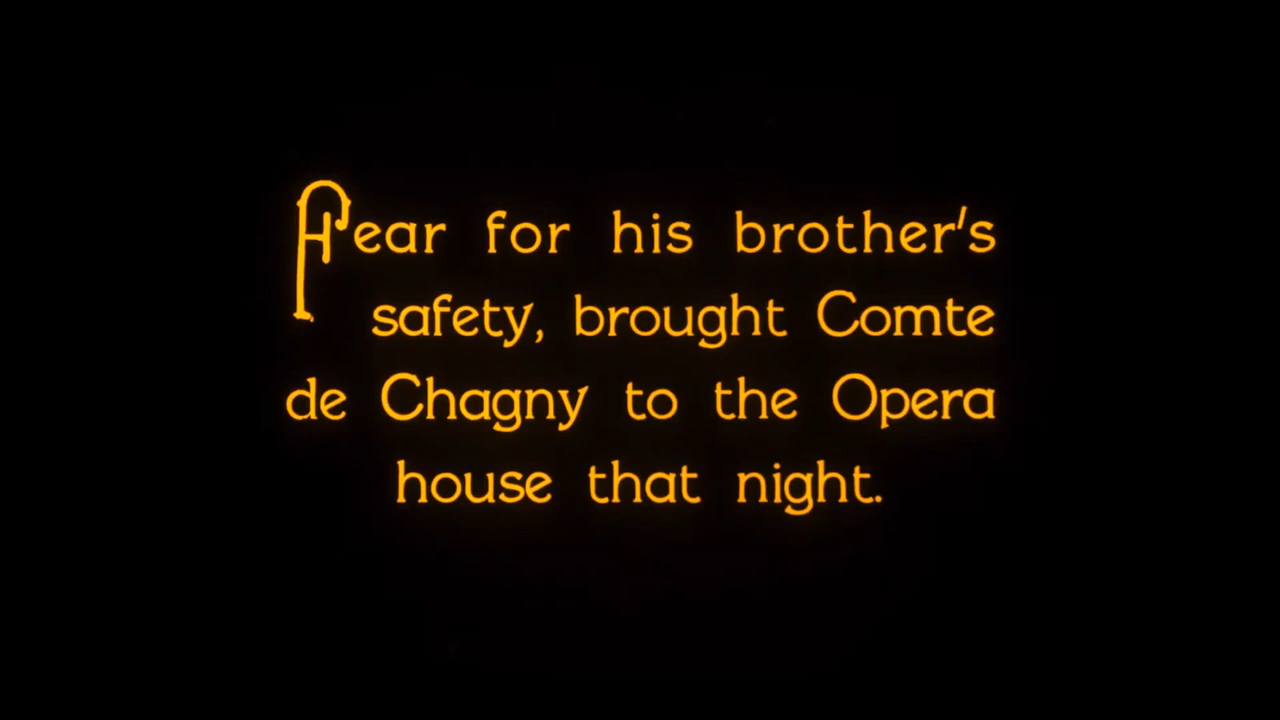 Fear for his brother's
safety, brought Comte
de Chagny to the Opera
house that night.